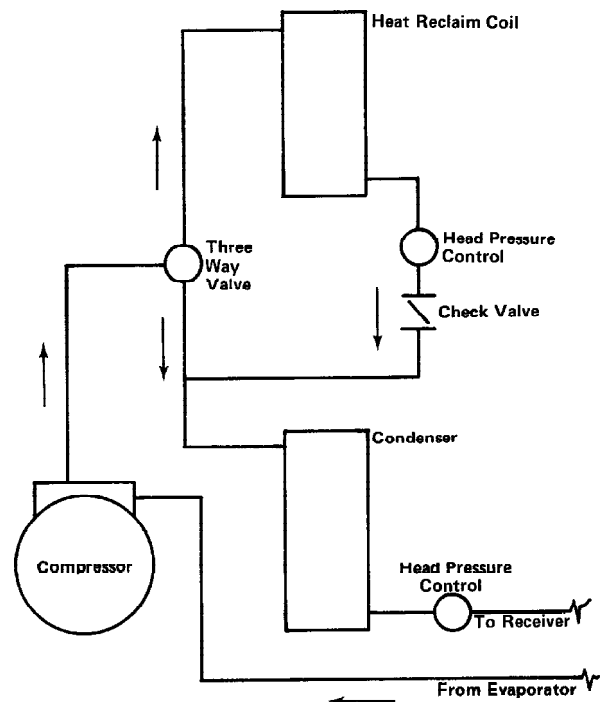 Heat Reclaim Coil
Three
Way
Valve
Head Pressure
Control
Check Valve
Condenser
Compressor
Head Pressure
Control
To Receiver
From Evaporator